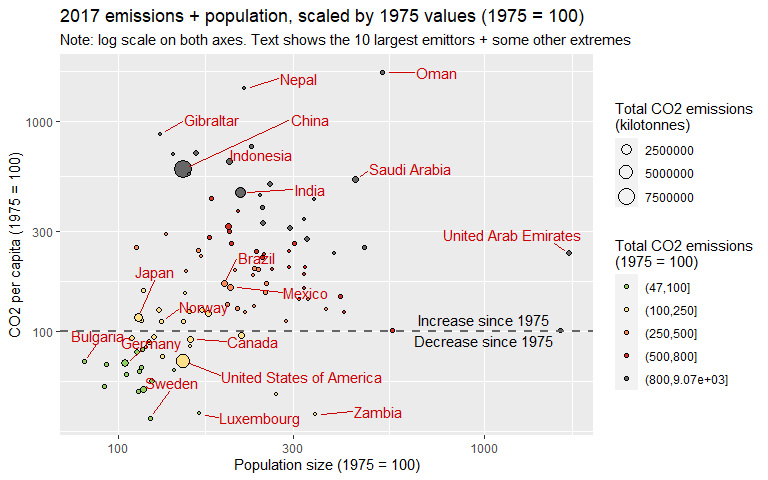 2017 emissions + population, scaled by 1975 values (1975 = 100)
Note: log scale on both axes. Text shows the 10 largest emittors + some other extremes
Nepal
Oman
Gibraltar
China
Indonesia
Saudi Arabia
India
United Arab Emirates
Brazil
Japan
Mexico
Norway
Increase since 1975
Bulgaria
Germany
Canada
Decrease since 1975
Sweden
United States of America
Luxembourg
Zambia
1000
300
100
CO2 per capita (1975 = 100)
100
300
1000
Population size (1975 = 100)
Total CO2 emissions
(kilotonnes)
2500000
5000000
7500000
Total CO2 emissions
(1975 = 100)
(47,100]
(100,250]
(250,500]
(500,800]
(800,9.07e+03]